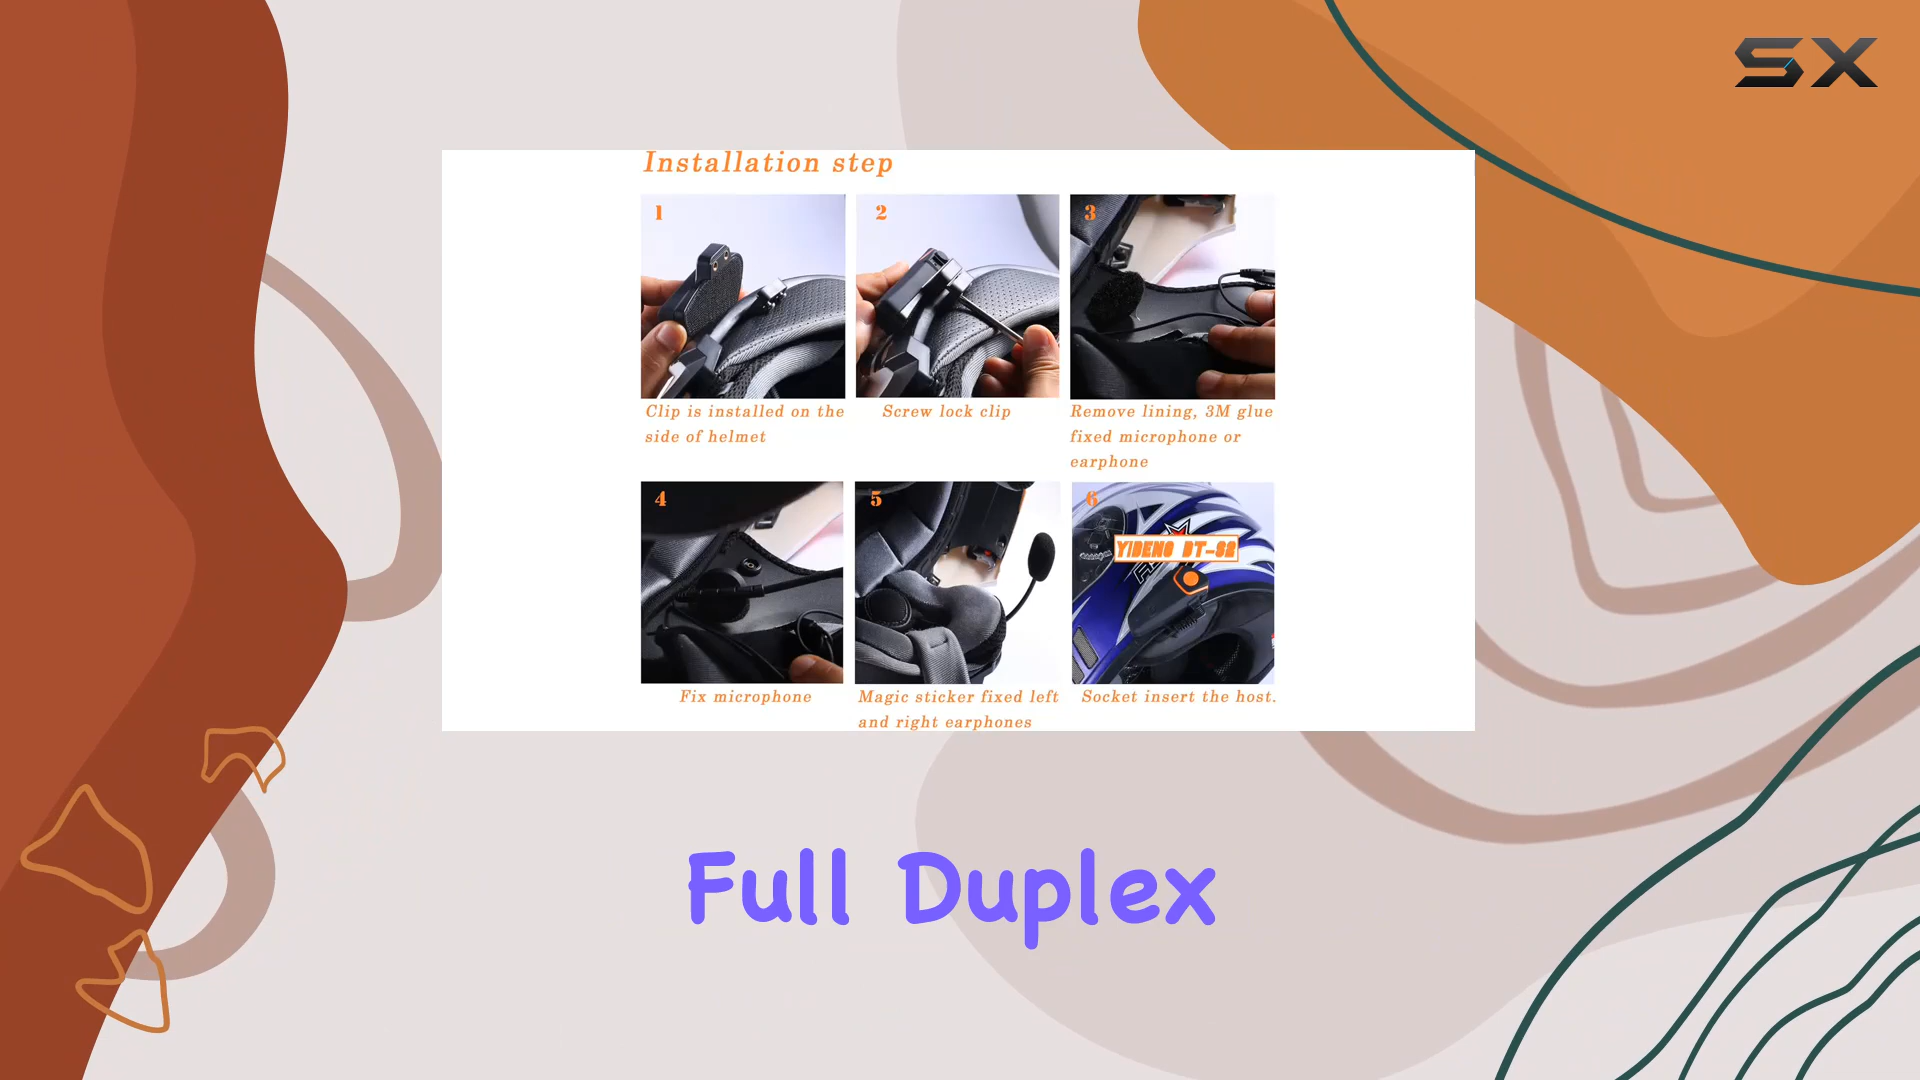 SX
Installation step
1
2
3
Clip is installed on the
side of helmet
Screw lock clip
Remove lining, 3M glue
fixed microphone or
earphone
4
5
6
YIDENO DT-S2
Fix microphone
Magic sticker fixed left
and right earphones
Socket insert the host.
Full Duplex